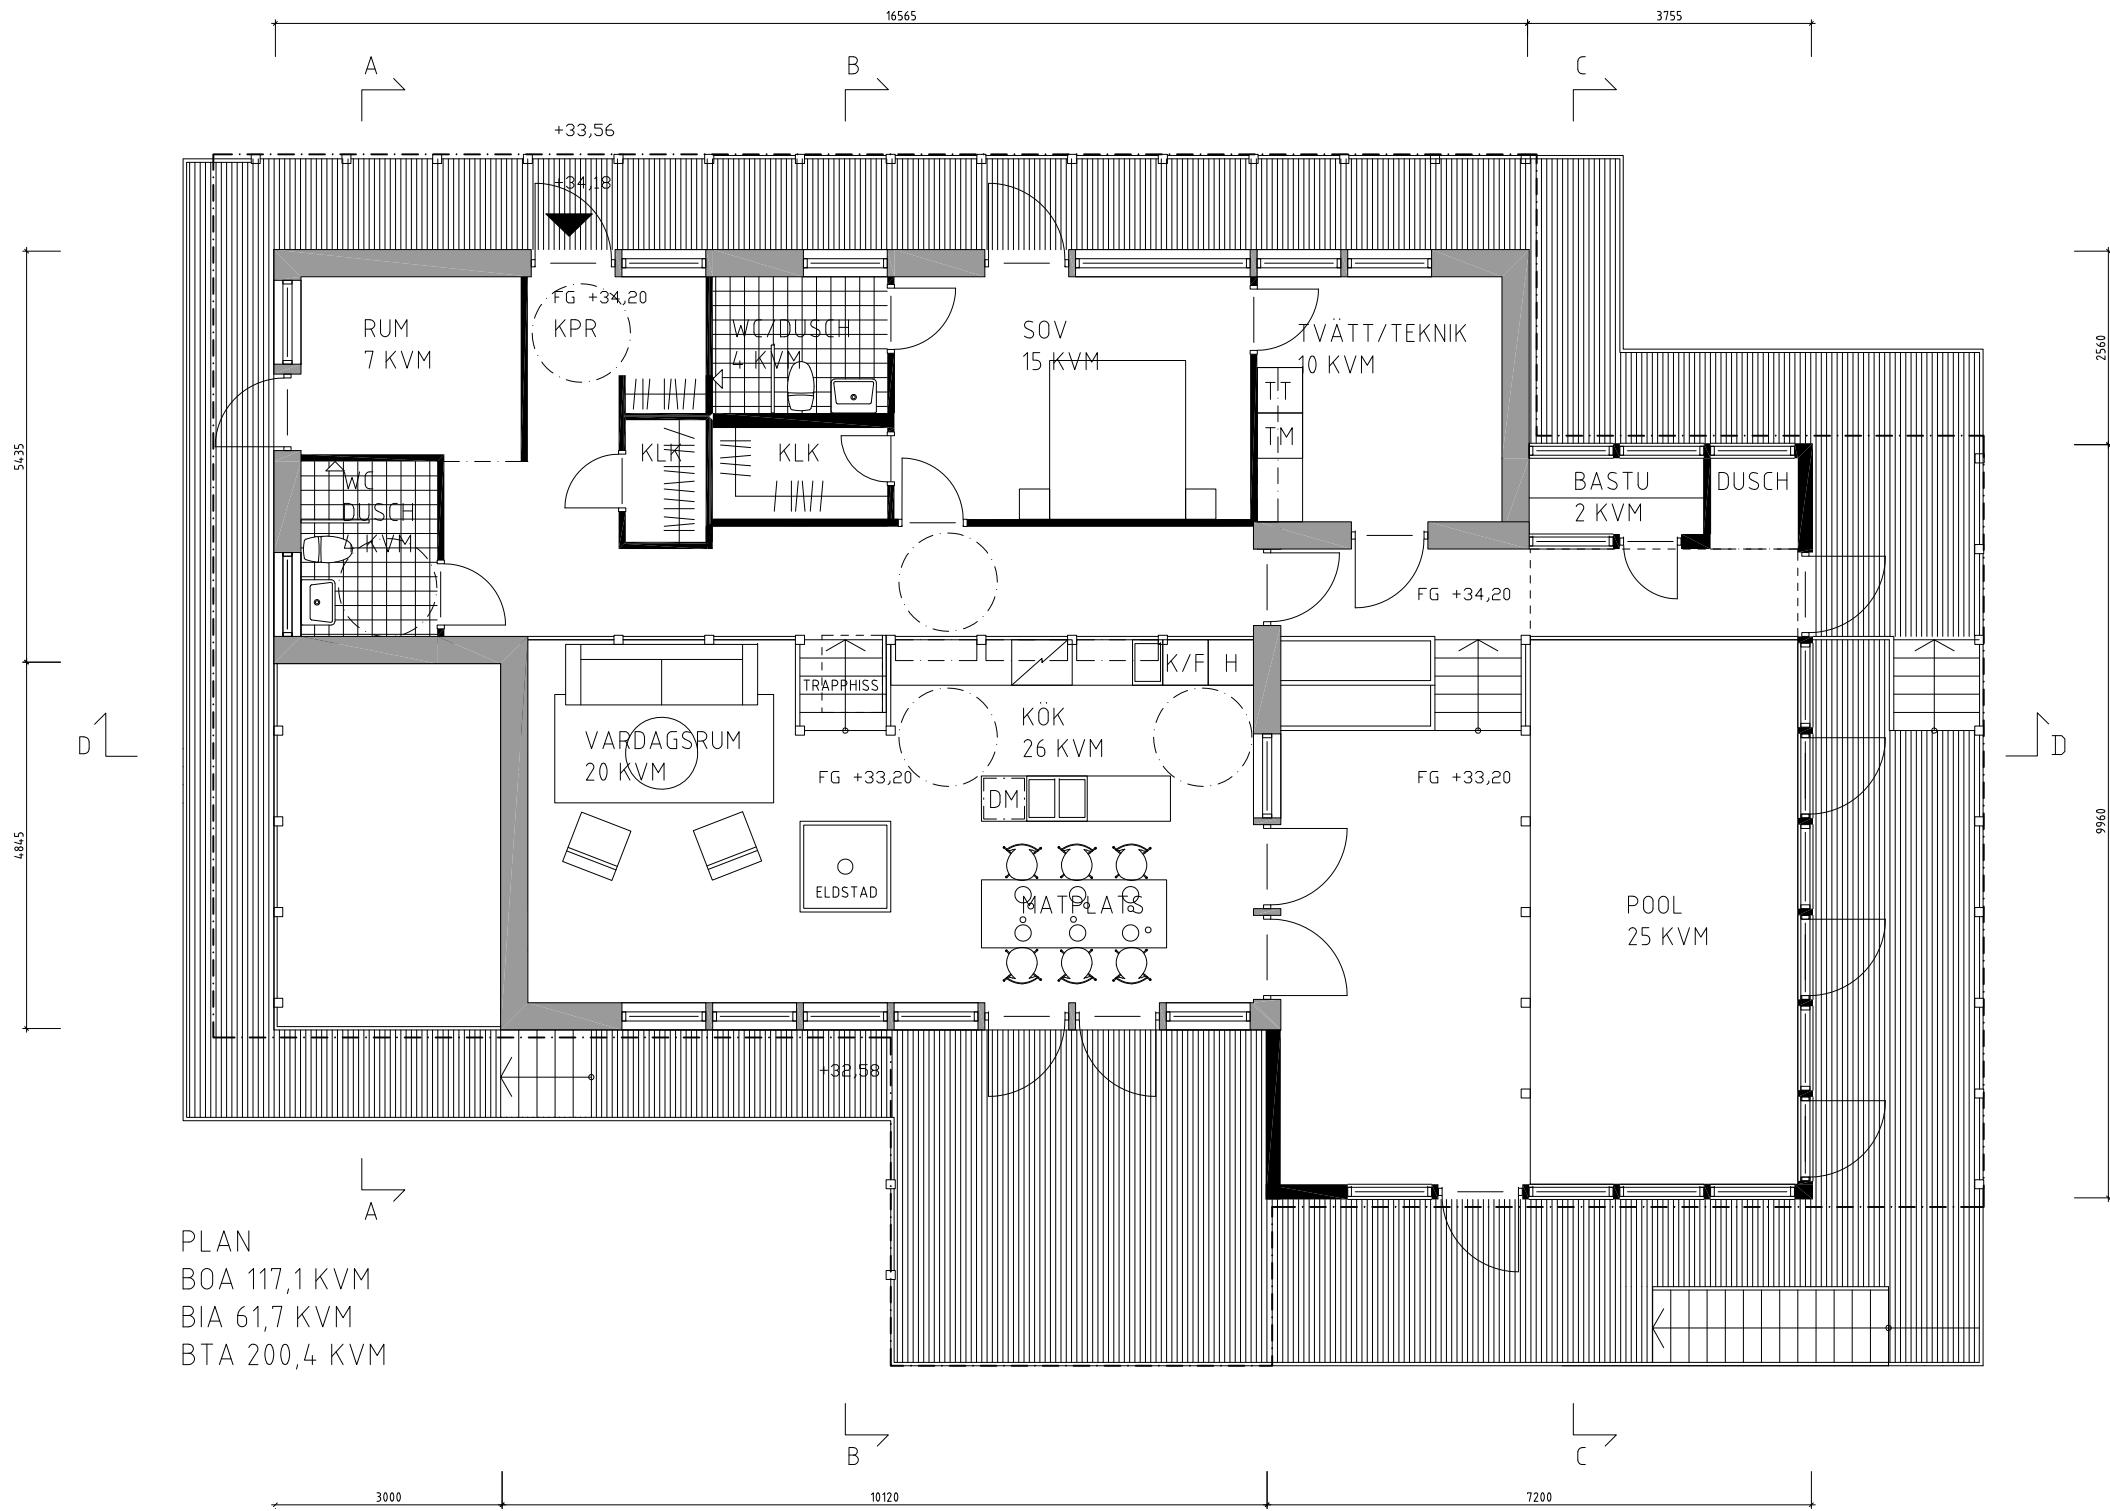 16565
3755
A
B
C
+33,56
+34,18
FG +34,20
RUM
7 KVM
KPR
WC/DUSCH
4 KVM
SOV
15 KVM
TVÄTT/TEKNIK
10 KVM
2560
5435
TT
TM
KLK
KLK
WC
DUSCH
4 KVM
BASTU
2 KVM
DUSCH
FG +34,20
TRAPPHISS
K/F
H
D
VARDAGSRUM
20 KVM
KÖK
26 KVM
D
FG +33,20
FG +33,20
DM
4845
9960
ELDSTAD
MATPLATS
POOL
25 KVM
+32,58
A
PLAN
BOA 117,1 KVM
BIA 61,7 KVM
BTA 200,4 KVM
B
C
3000
10120
7200